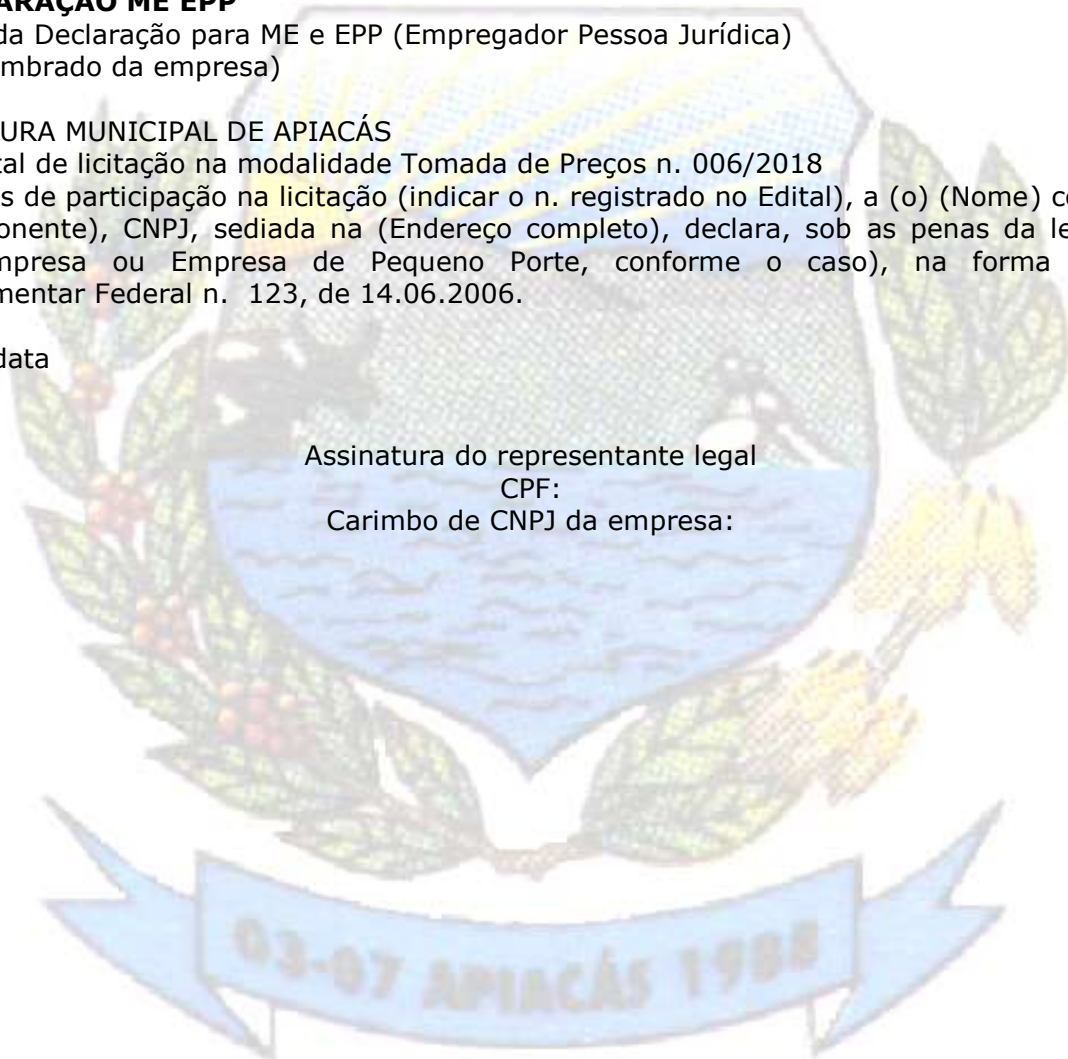 ARAÇÃO ME EPP
da Declaração para ME e EPP (Empregador Pessoa Jurídica)
mbrado da empresa)
URA MUNICIPAL DE APIACÁS
tal de licitação na modalidade Tomada de Preços n. 006/2018
s de participação na licitação (indicar o n. registrado no Edital), a (o) (Nome) c
onente), CNPJ, sediada na (Endereço completo), declara, sob as penas da le
mpresa ou Empresa de Pequeno Porte, conforme o caso), na forma
mentar Federal n. 123, de 14.06.2006.
data
Assinatura do representante legal
CPF:
Carimbo de CNPJ da empresa:
03-07 APIACÁS 1988